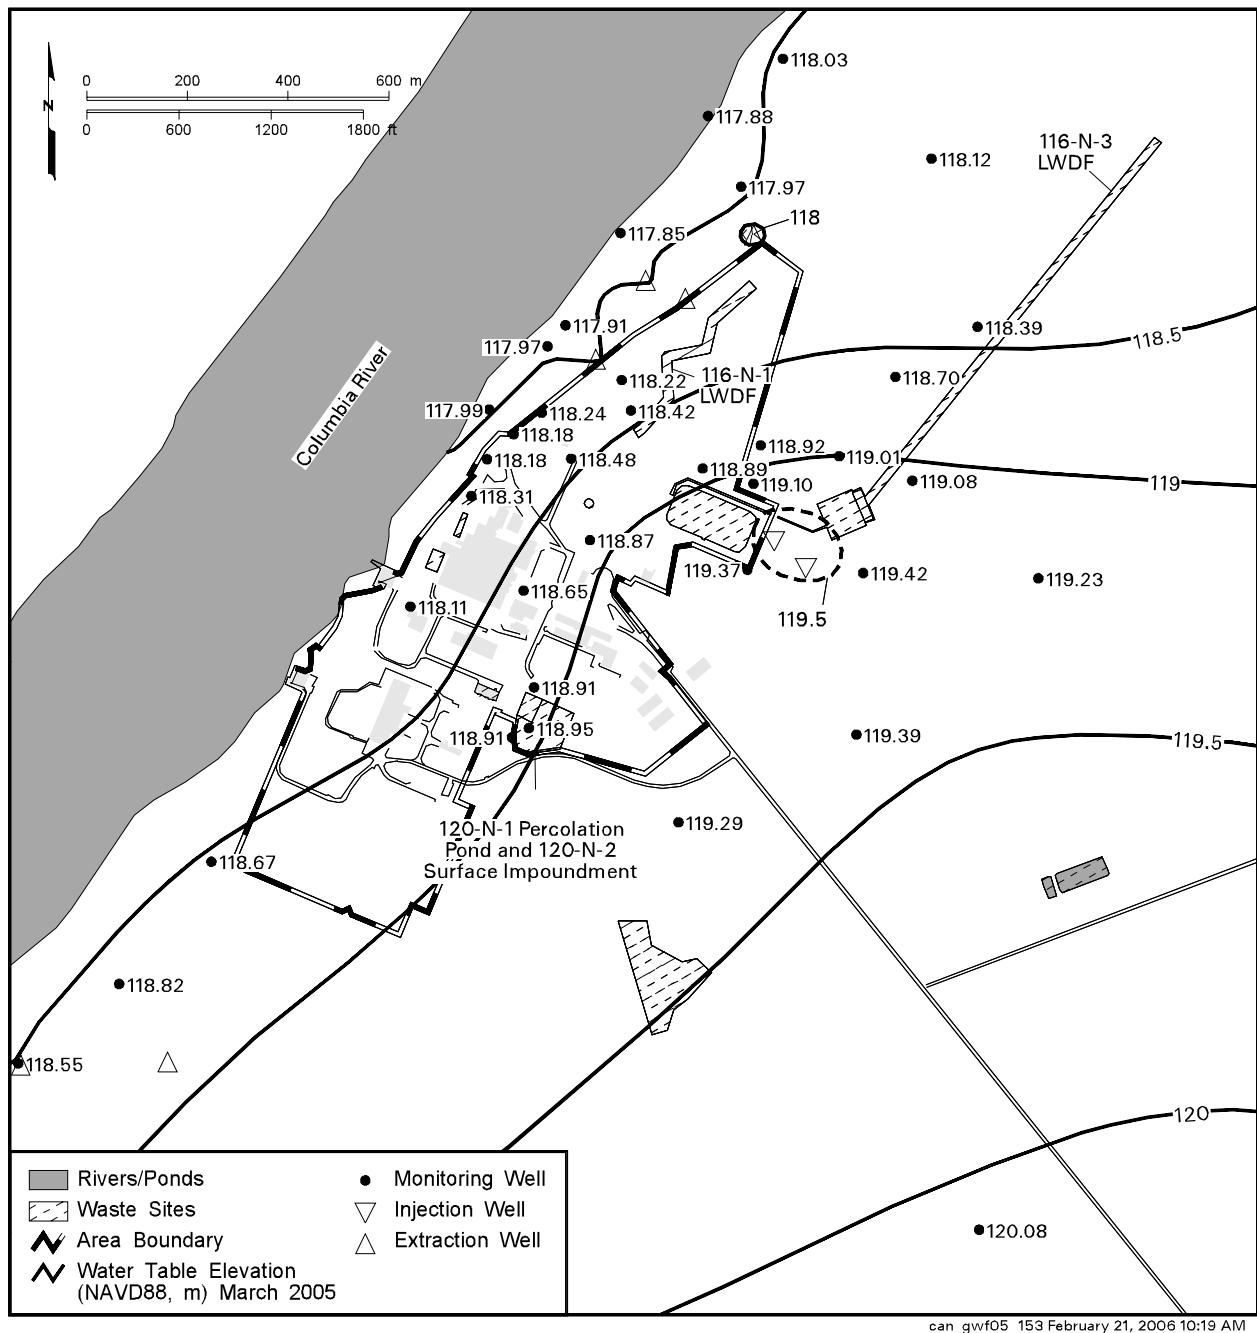 118.03
0 200 400 600 m
N
0 600 1200 1800 ft
117.88
116-N-3
LWDF
118.12
117.97
118
117.85
117.91
118.39
118.5
117.97
118.22
116-N-1
LWDF
118.70
117.99
118.24
118.42
Columbia River
118.18
118.92
118.18
118.48
119.01
118.89
119.08
119.10
119
118.31
118.87
119.37
119.42
119.23
118.65
118.11
119.5
118.91
118.95
118.91
119.39
119.5
119.29
120-N-1 Percolation
Pond and 120-N-2
Surface Impoundment
118.67
118.82
118.55
120
120.08
Rivers/Ponds
Waste Sites
Area Boundary
Water Table Elevation
(NAVD88, m) March 2005
Monitoring Well
Injection Well
Extraction Well
can_gwf05_153 February 21, 2006 10:19 AM